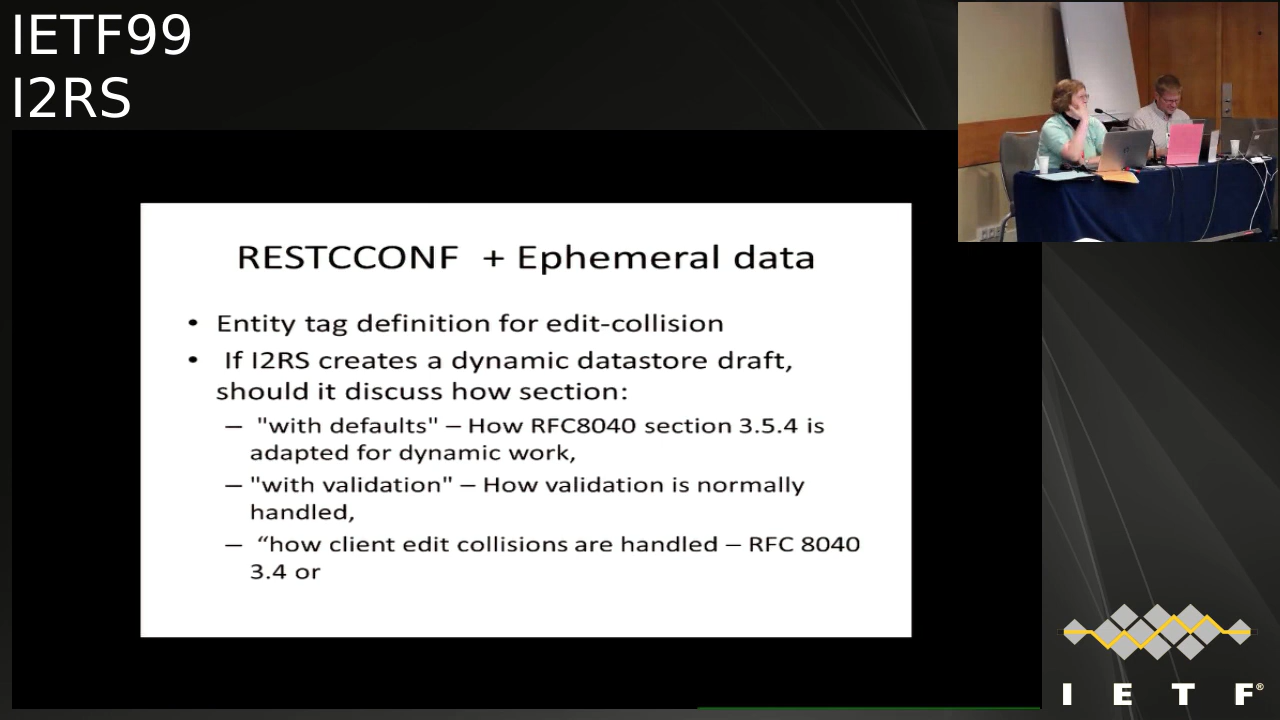 IETF99
I2RS
RESTCCONF + Ephemeral data
• Entity tag definition for edit-collision
• If I2RS creates a dynamic datastore draft,
should it discuss how section:
– "with defaults" – How RFC8040 section 3.5.4 is
adapted for dynamic work,
– "with validation" – How validation is normally
handled,
– “how client edit collisions are handled – RFC 8040
3.4 or
I E T F®